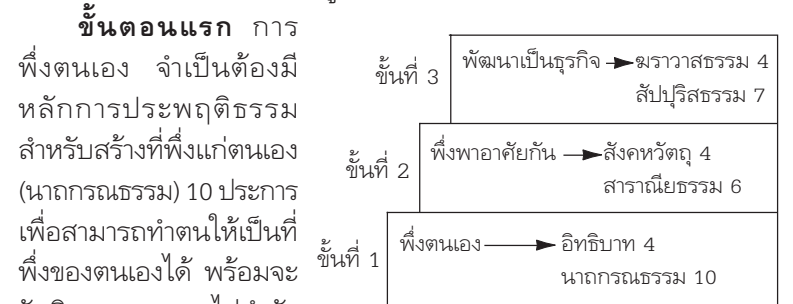 ขั้นตอนแรก การ
พึ่งตนเอง จำเป็นต้องมี
หลักการประพฤติธรรม
สำหรับสร้างที่พึ่งแก่ตนเอง
(นาถกรณธรรม) 10 ประการ
เพื่อสามารถทำตนให้เป็นที่
พึ่งของตนเองได้ พร้อมจะ
ขั้นที่ 3
พัฒนาเป็นธุรกิจ ฆราวาสธรรม 4
สัปปุริสธรรม 7
ขั้นที่ 2
พึ่งพาอาศัยกัน สังคหวัตถุ 4
สาราณียธรรม 6
ขั้นที่ 1
พึ่งตนเอง อิทธิบาท 4
นาถกรณธรรม 10